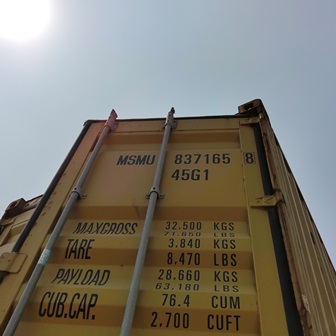 MSMU 837165 8
45G1
MAXGROSS 32.500 KGS
71.650 LBS
TARE 3.840 KGS
8,470 LBS
PAYLOAD 28.660 KGS
63.180 LBS
CUB.CAP. 76.4 CUM
2,700 CUFT